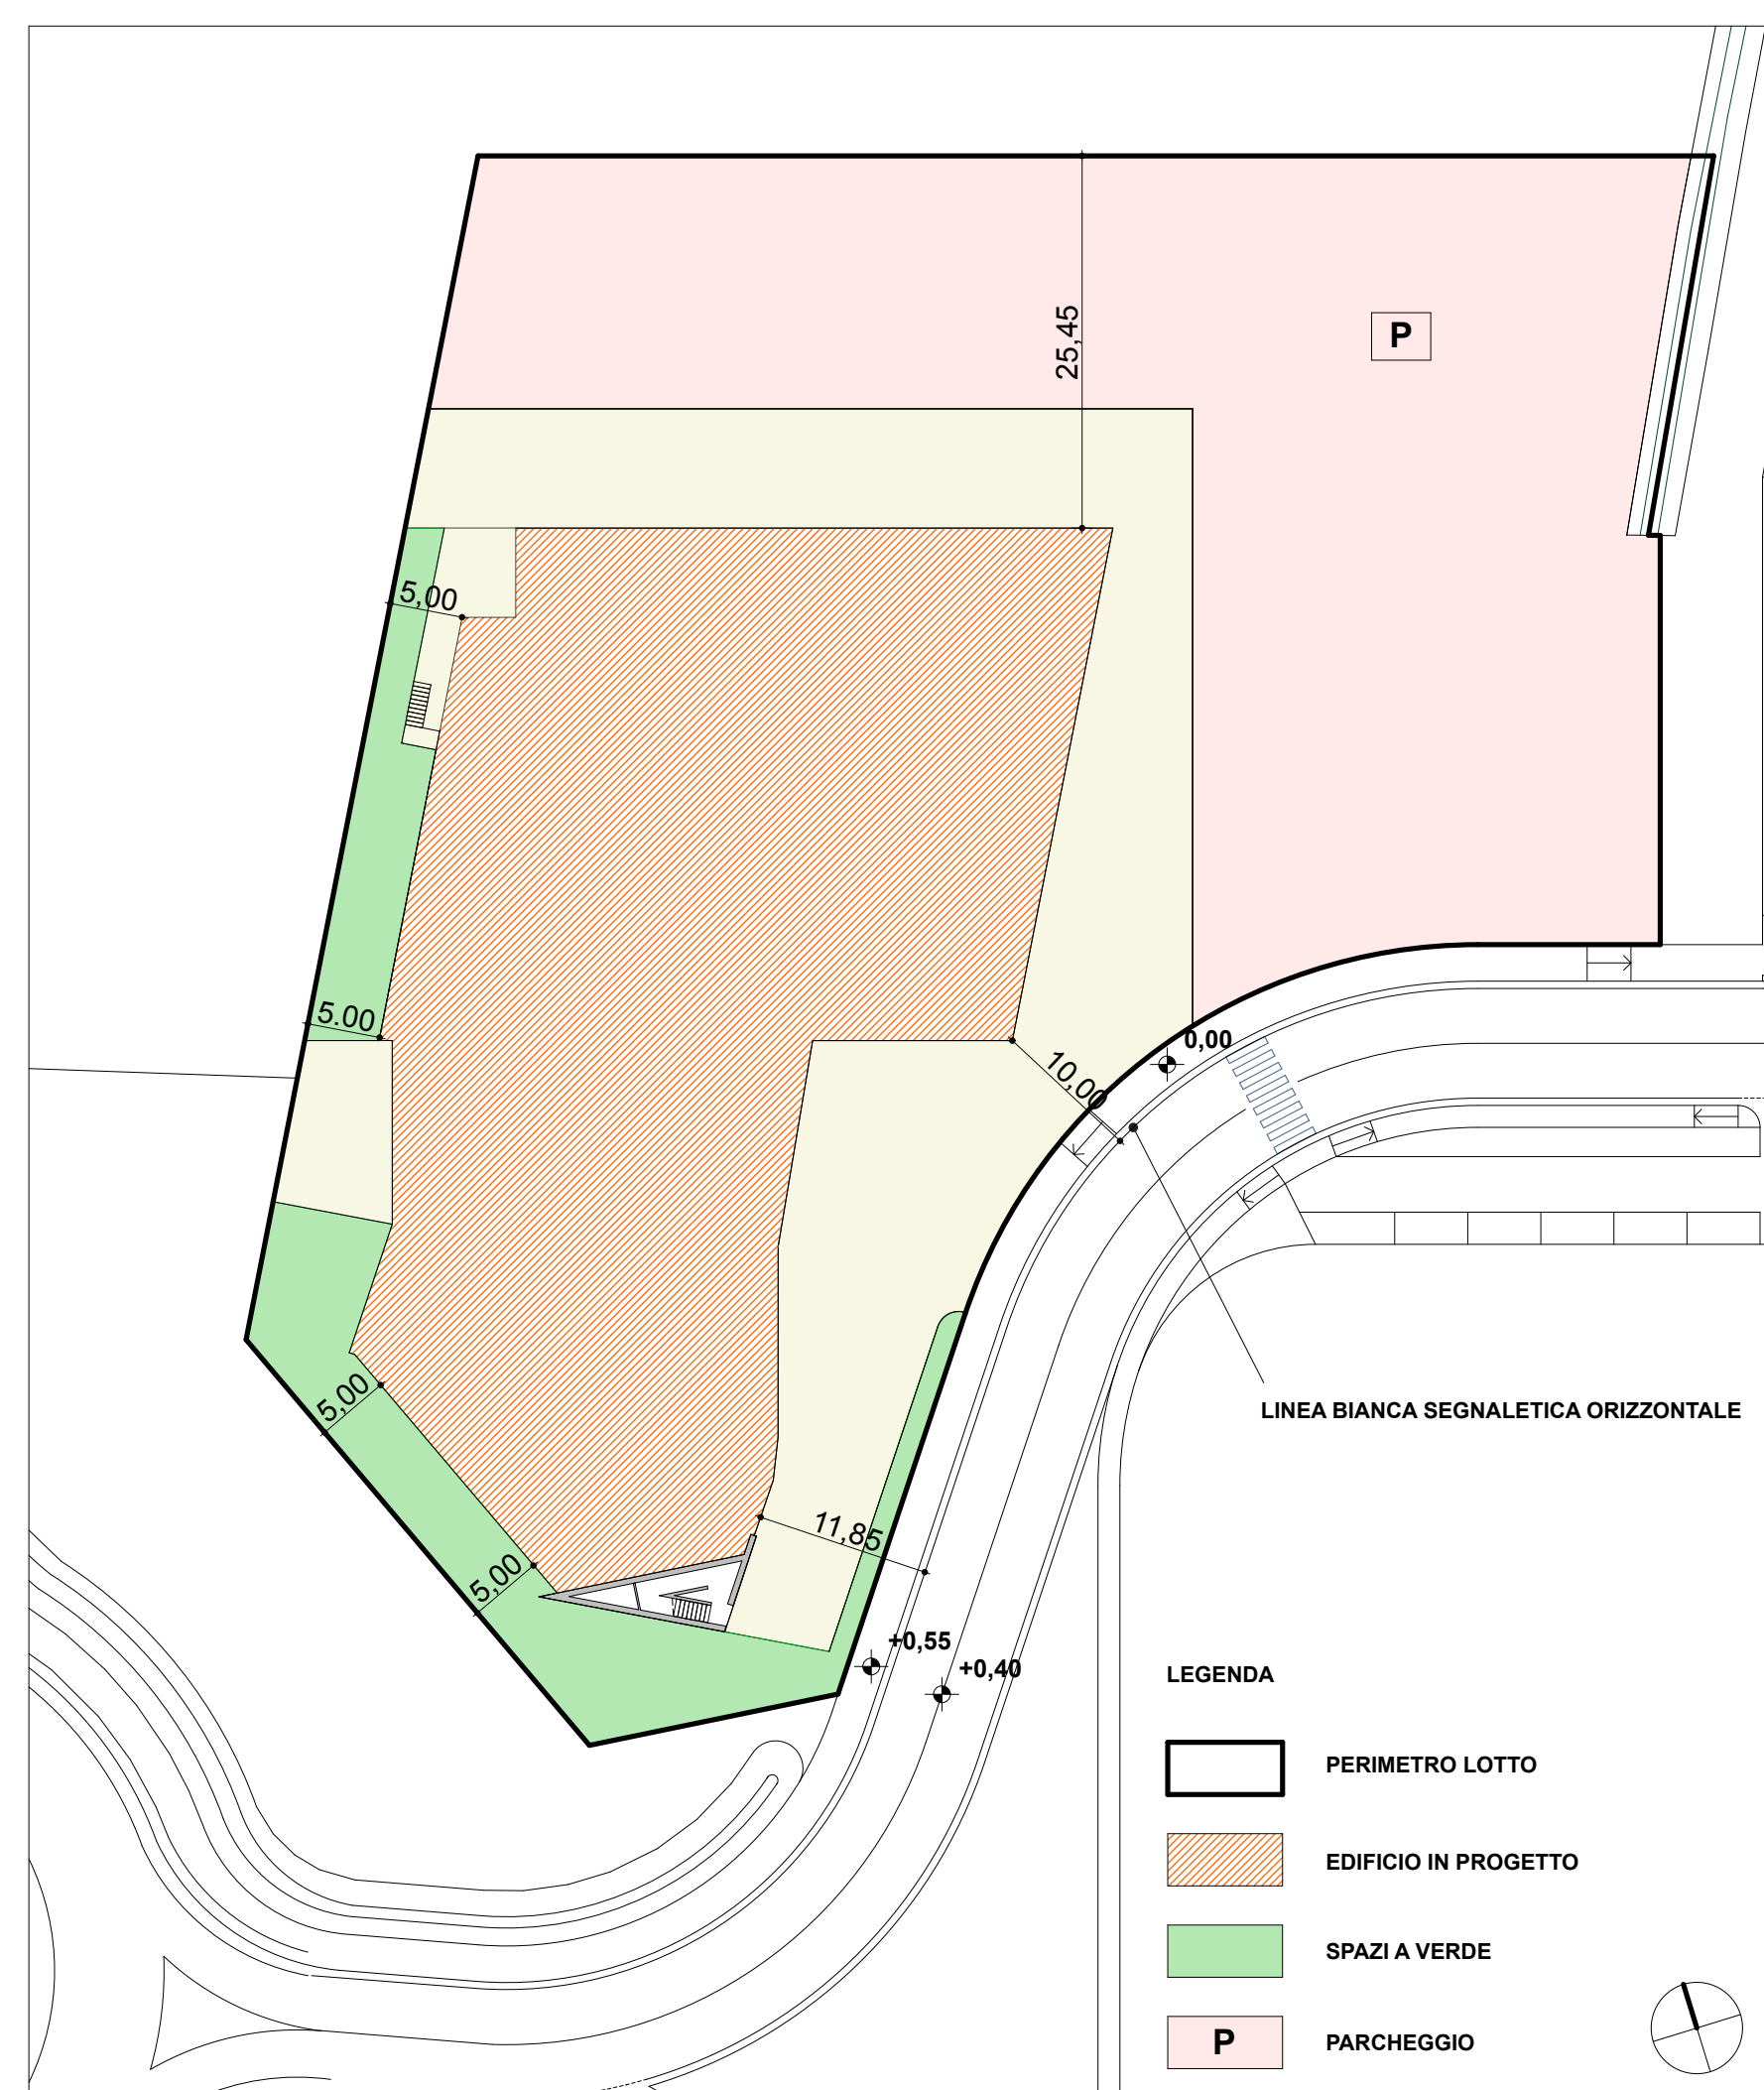 25,45
P
5,00
5.00
0,00
10,00
5,00
LINEA BIANCA SEGNALETICA ORIZZONTALE
11,85
5,00
+0,55
+0,40
LEGENDA
PERIMETRO LOTTO
EDIFICIO IN PROGETTO
SPAZI A VERDE
P PARCHEGGIO